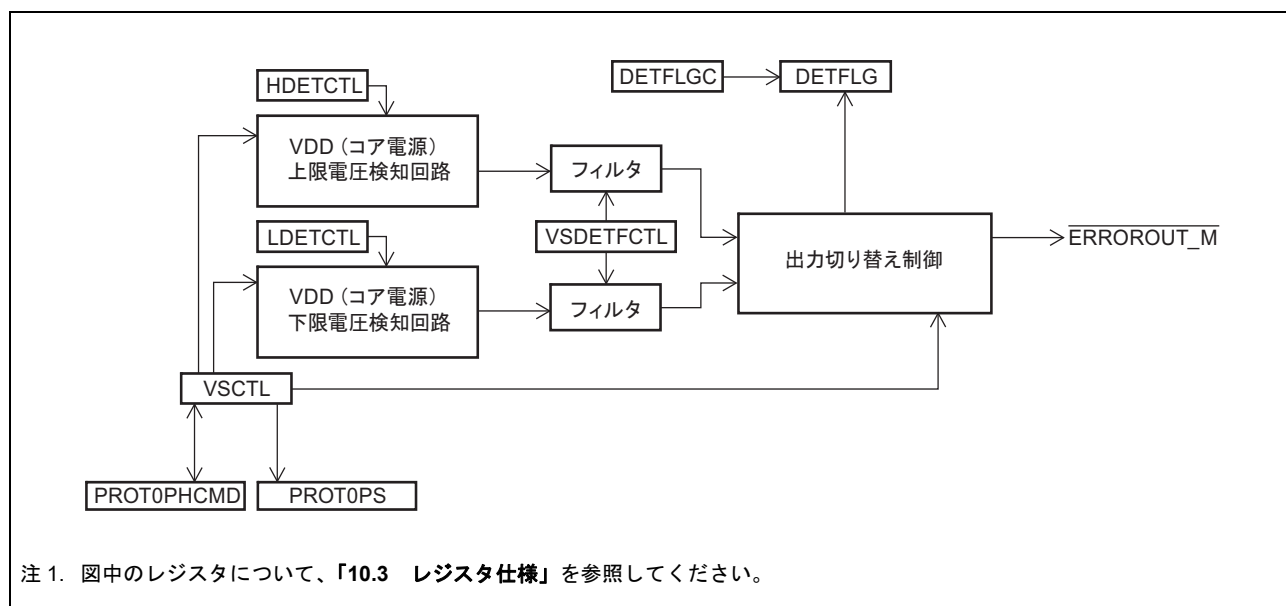 HDETCTL
DETFLGC
DETFLG
VDD（コア電源）
上限電圧検知回路
フィルタ
LDETCTL
VSDETFCTL
VDD（コア電源）
下限電圧検知回路
フィルタ
出力切り替え制御
ERROROUT_M
VSCTL
PROT0PHCMD
PROT0PS
注 1. 図中のレジスタについて、「10.3 レジスタ仕様」を参照してください。